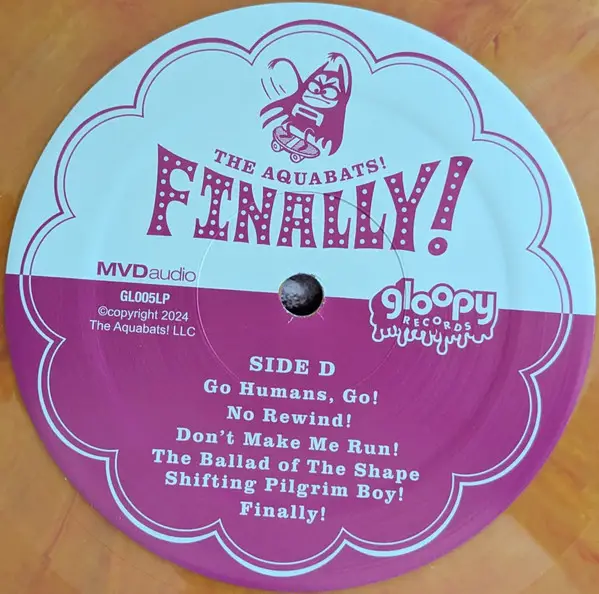 THE AQUABATS!
FINALLY!
MVDaudio
GL005LP
©copyright 2024
The Aquabats! LLC
gloopy
RECORDS
SIDE D
Go Humans, Go!
No Rewind!
Don't Make Me Run!
The Ballad of The Shape
Shifting Pilgrim Boy!
Finally!